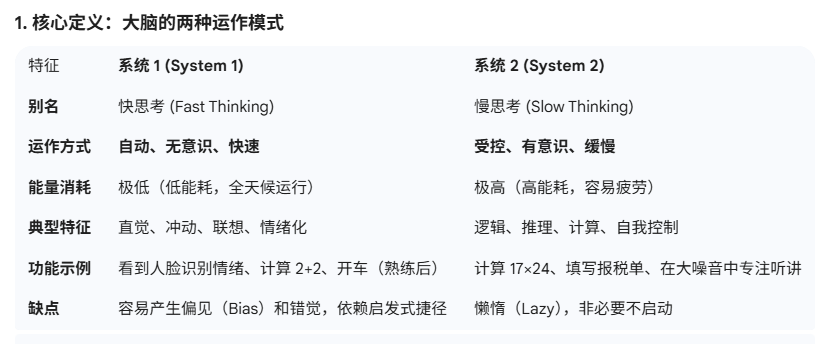 1. 核心定义：大脑的两种运作模式
特征 系统 1 (System 1) 系统 2 (System 2)
别名 快思考 (Fast Thinking) 慢思考 (Slow Thinking)
运作方式 自动、无意识、快速 受控、有意识、缓慢
能量消耗 极低（低能耗，全天候运行） 极高（高能耗，容易疲劳）
典型特征 直觉、冲动、联想、情绪化 逻辑、推理、计算、自我控制
功能示例 看到人脸识别情绪、计算 2+2、开车（熟练后） 计算 17×24、填写报税单、在大噪音中专注听讲
缺点 容易产生偏见（Bias）和错觉，依赖启发式捷径 懒惰（Lazy），非必要不启动